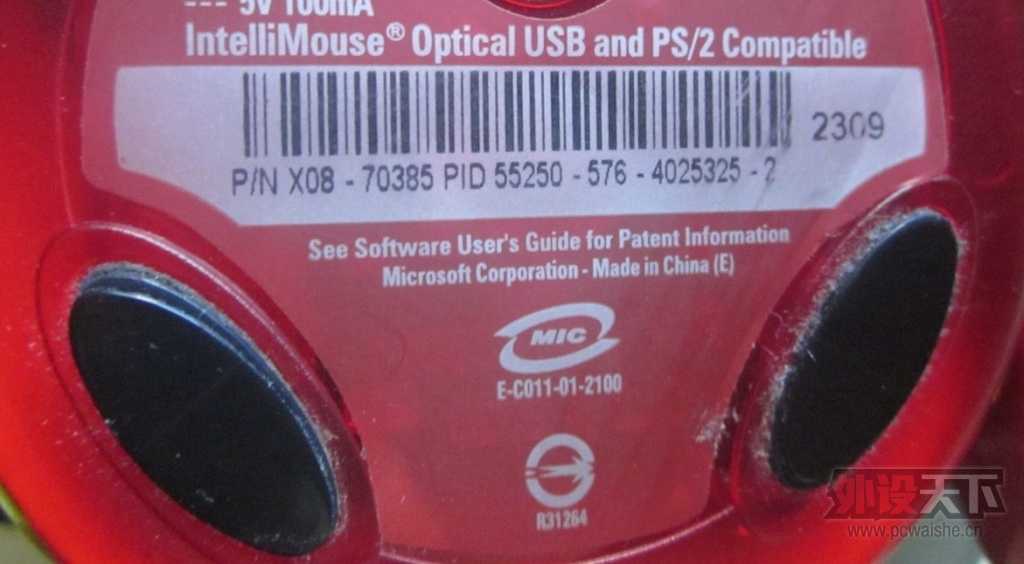 5V 100mA
IntelliMouse® Optical USB and PS/2 Compatible
2309
P/N X08 - 70385 PID 55250 - 576 - 4025325 - 2
See Software User's Guide for Patent Information
Microsoft Corporation - Made in China (E)
MIC
E-C011-01-2100
R31264
外设天下
www.pcwaishe.cn